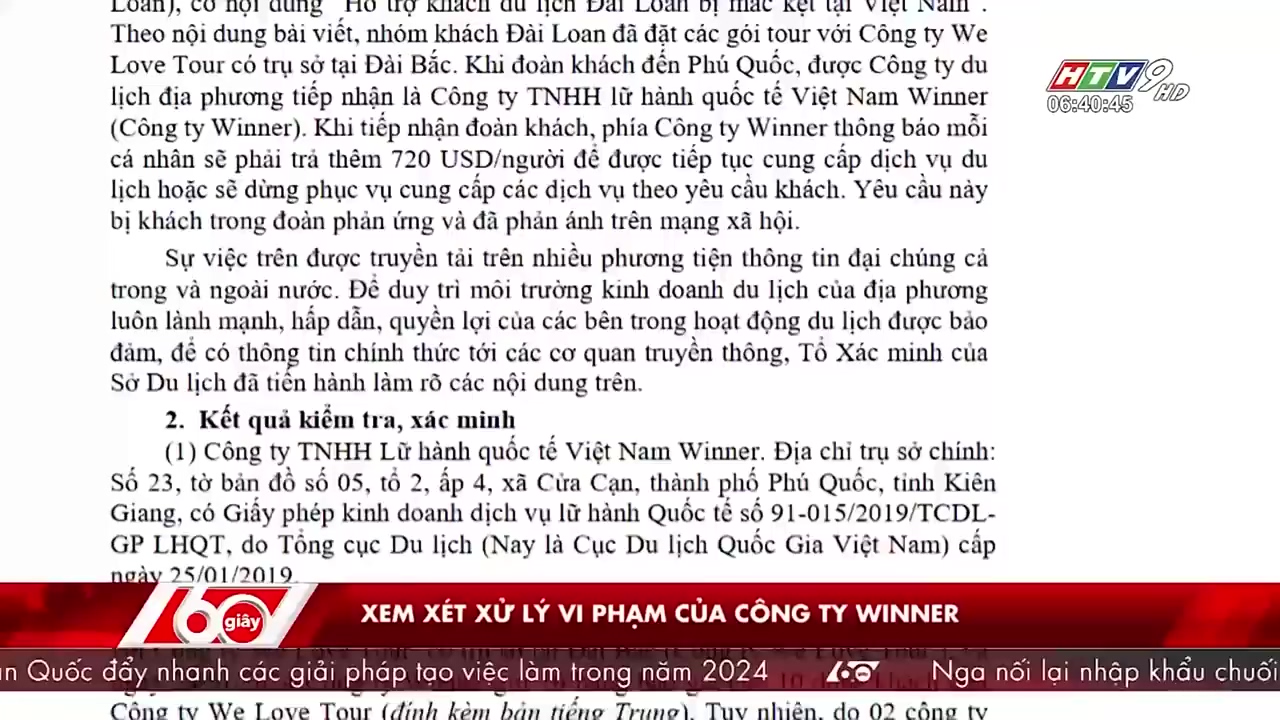 Loan), có nội dung "Hỗ trợ khách du lịch Đài Loan bị mắc kẹt tại Việt Nam".
Theo nội dung bài viết, nhóm khách Đài Loan đã đặt các gói tour với Công ty We
Love Tour có trụ sở tại Đài Bắc. Khi đoàn khách đến Phú Quốc, được Công ty du
lịch địa phương tiếp nhận là Công ty TNHH lữ hành quốc tế Việt Nam Winner
(Công ty Winner). Khi tiếp nhận đoàn khách, phía Công ty Winner thông báo mỗi
cá nhân sẽ phải trả thêm 720 USD/người để được tiếp tục cung cấp dịch vụ du
lịch hoặc sẽ dừng phục vụ cung cấp các dịch vụ theo yêu cầu khách. Yêu cầu này
bị khách trong đoàn phản ứng và đã phản ánh trên mạng xã hội.
Sự việc trên được truyền tải trên nhiều phương tiện thông tin đại chúng cả
trong và ngoài nước. Để duy trì môi trường kinh doanh du lịch của địa phương
luôn lành mạnh, hấp dẫn, quyền lợi của các bên trong hoạt động du lịch được bảo
đảm, để có thông tin chính thức tới các cơ quan truyền thông, Tổ Xác minh của
Sở Du lịch đã tiến hành làm rõ các nội dung trên.
2. Kết quả kiểm tra, xác minh
(1) Công ty TNHH Lữ hành quốc tế Việt Nam Winner. Địa chỉ trụ sở chính:
Số 23, tờ bản đồ số 05, tổ 2, ấp 4, xã Cửa Cạn, thành phố Phú Quốc, tỉnh Kiên
Giang, có Giấy phép kinh doanh dịch vụ lữ hành Quốc tế số 91-015/2019/TCDL-
GP LHQT, do Tổng cục Du lịch (Nay là Cục Du lịch Quốc Gia Việt Nam) cấp
ngày 25/01/2019.
HTV9 HD
06:40:45
60 giây
XEM XÉT XỬ LÝ VI PHẠM CỦA CÔNG TY WINNER
Quốc đẩy nhanh các giải pháp tạo việc làm trong năm 2024 60 Nga nối lại nhập khẩu chuối
Công ty We Love Tour (đính kèm bản tiếng Trung). Tuy nhiên, do 02 công ty